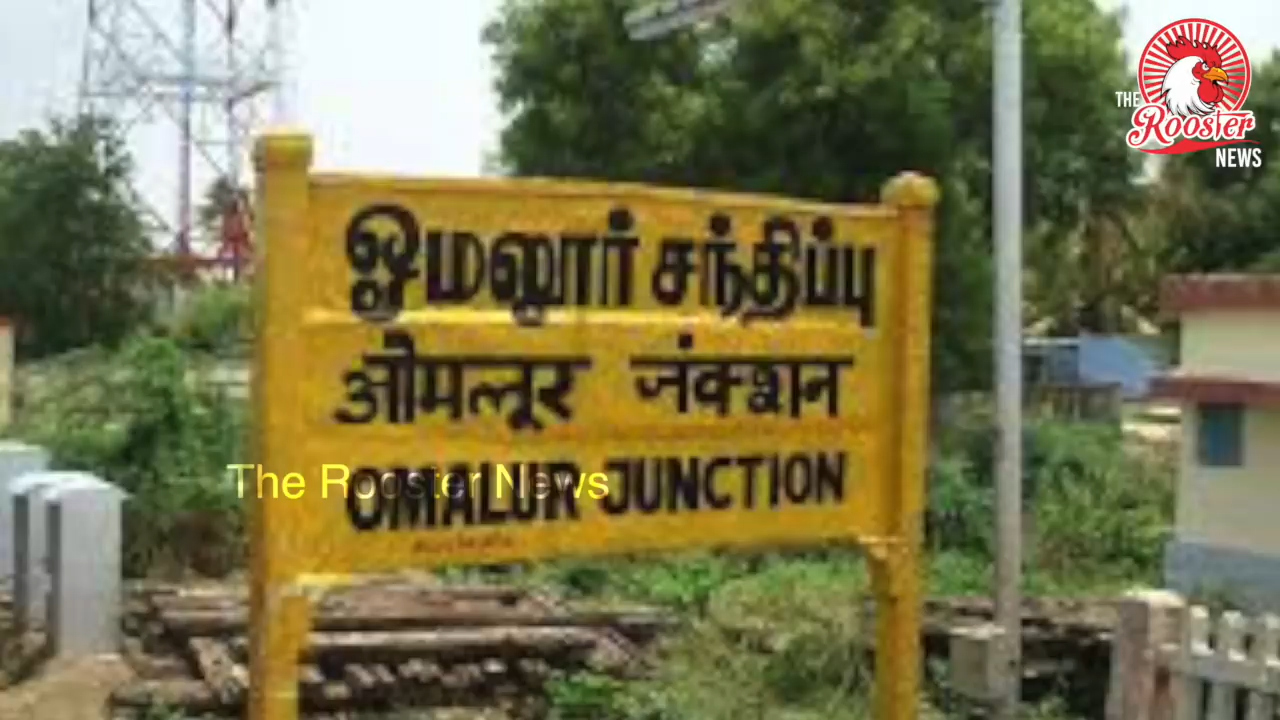 THE
Rooster
NEWS
ஓமலூர் சந்திப்பு
ओमलूर जंक्शन
The Rooster News
OMALUR JUNCTION